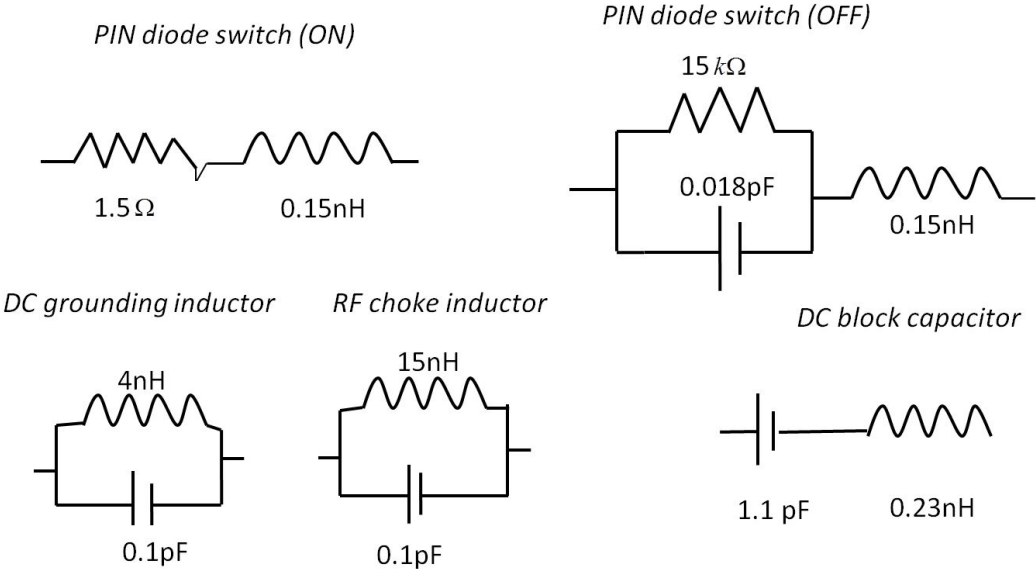 PIN diode switch (ON)
1.5 Ω
0.15nH
PIN diode switch (OFF)
15 kΩ
0.018pF
0.15nH
DC grounding inductor
4nH
0.1pF
RF choke inductor
15nH
0.1pF
DC block capacitor
1.1 pF
0.23nH